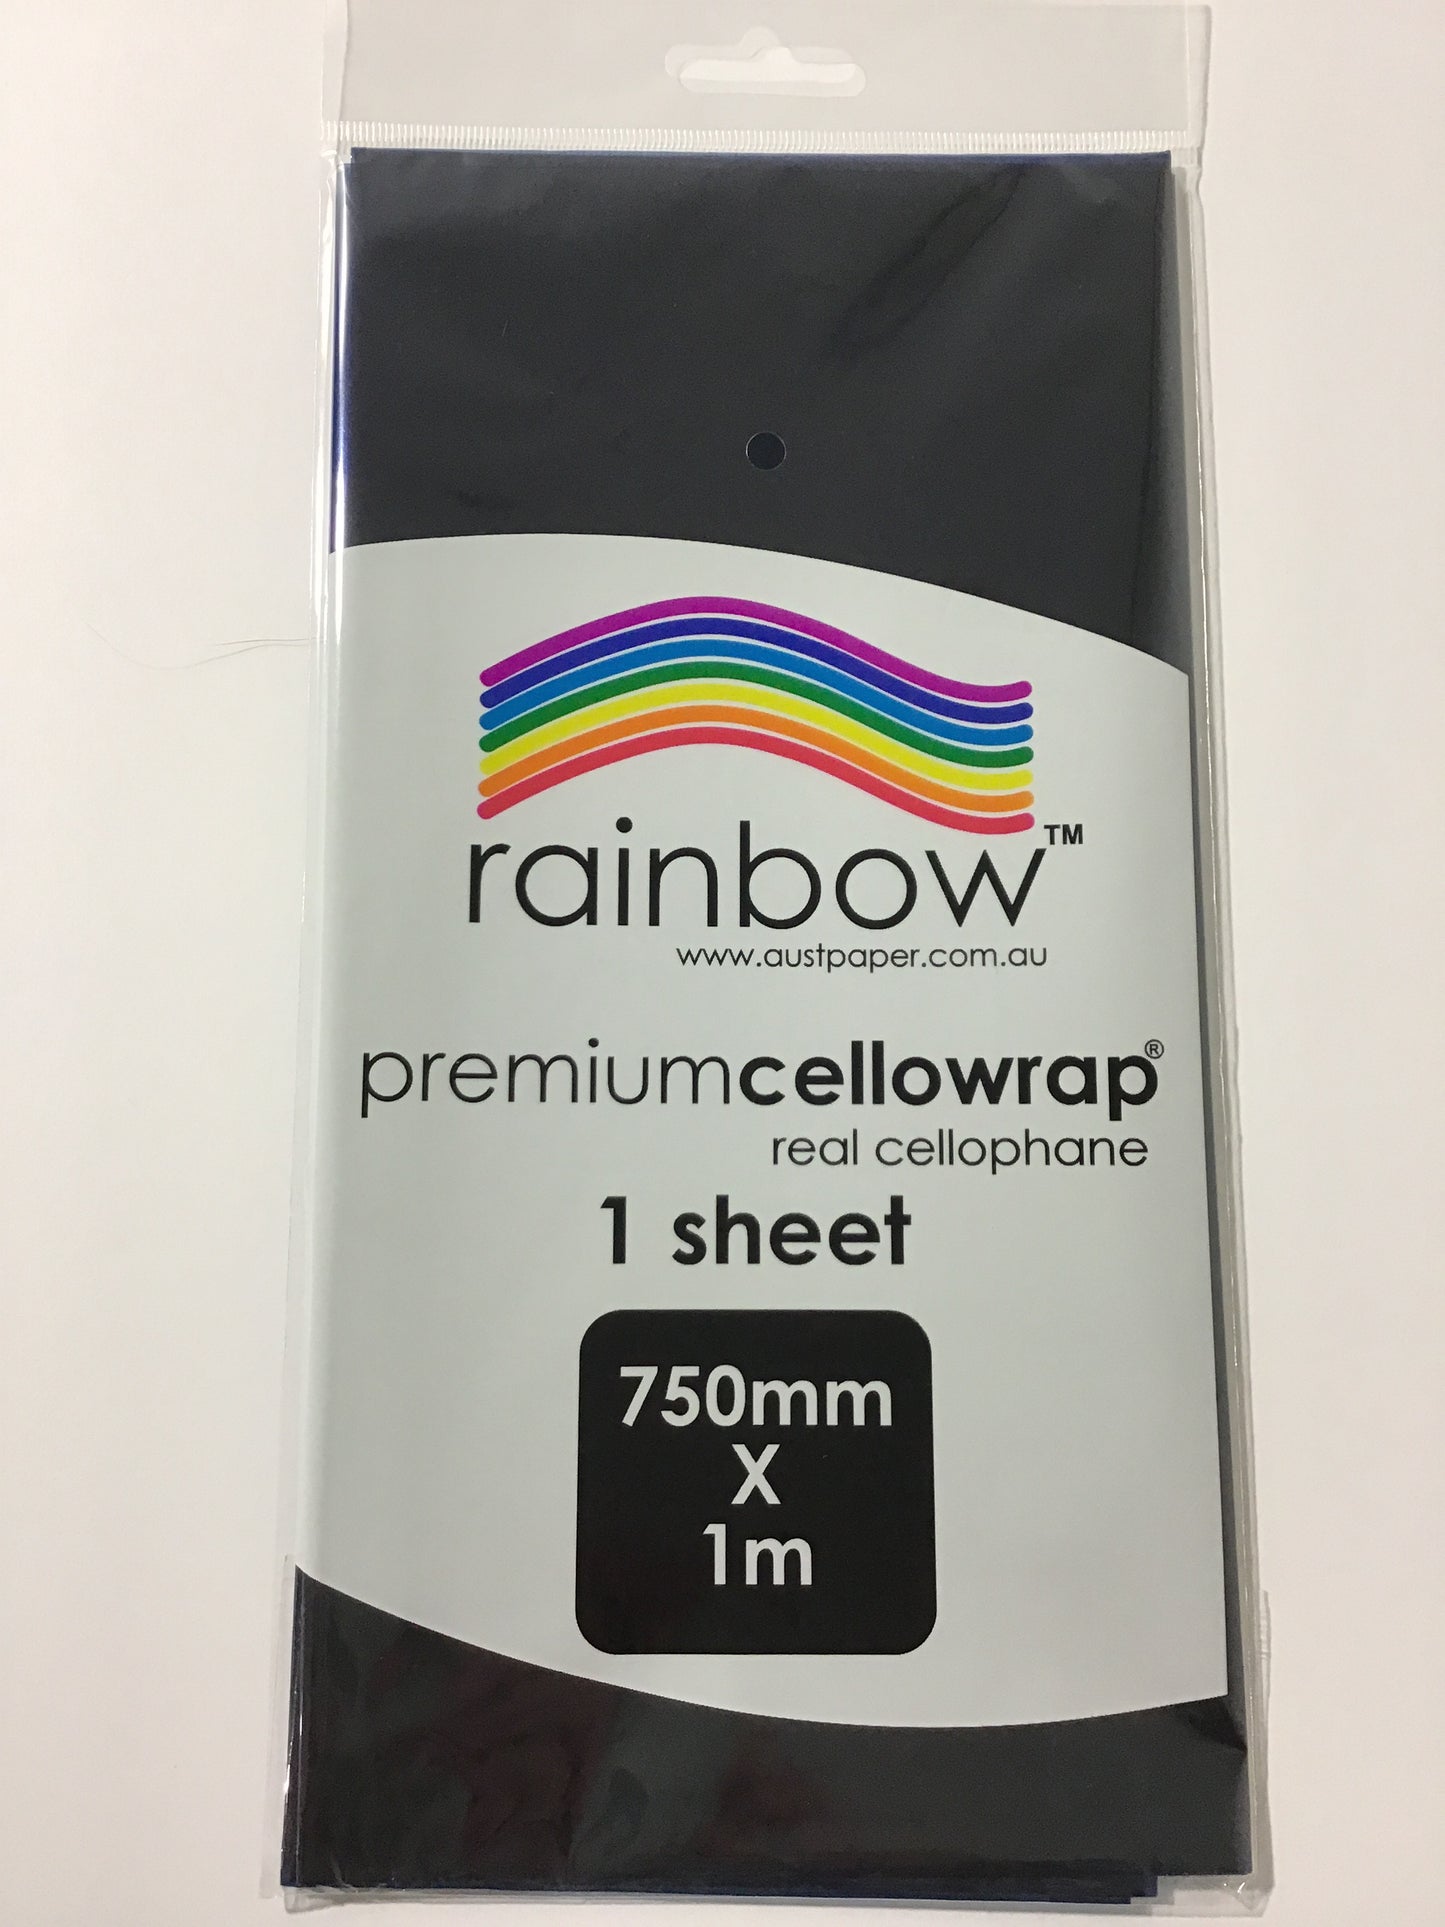 rainbow™
www.austpaper.com.au
premiumcellowrap®
real cellophane
1 sheet
750mm
X
1m